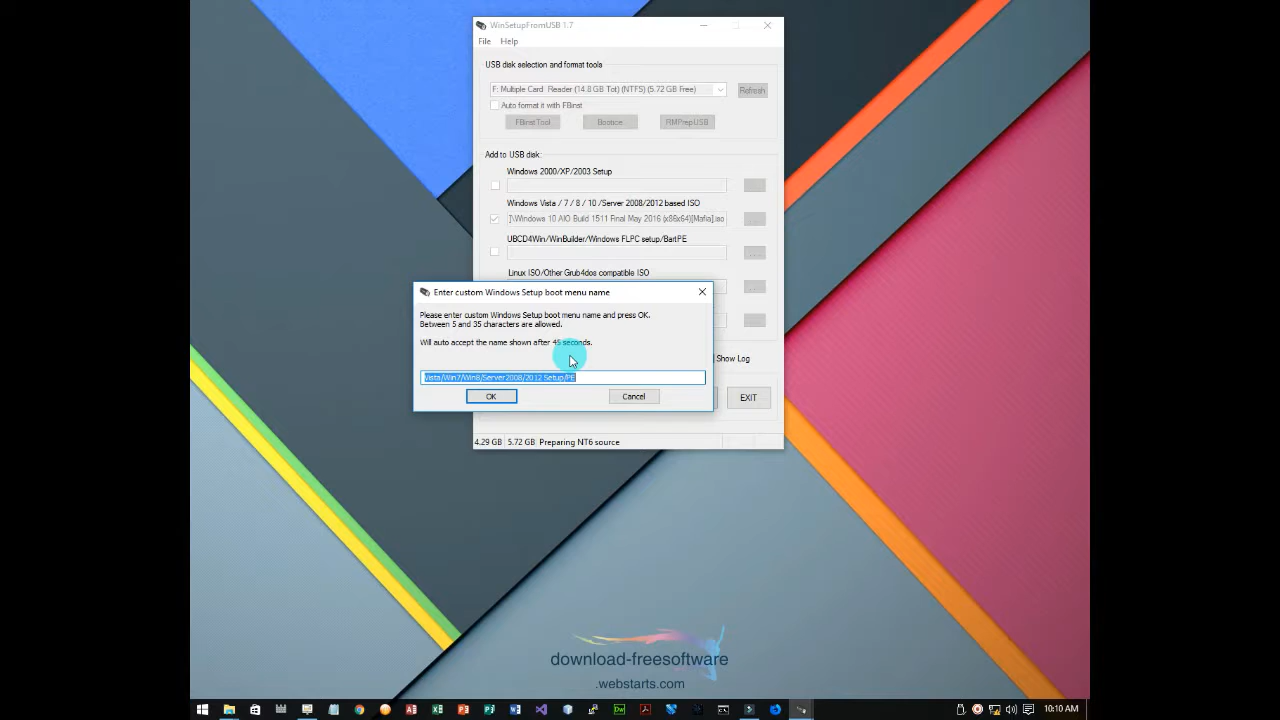 WinSetupFromUSB 1.7
File Help
USB disk selection and format tools
F: Multiple Card Reader (14.8 GB Tot) (NTFS) (5.72 GB Free)
Refresh
Auto format it with FBinst
FBinstTool Bootice RMPrepUSB
Add to USB disk:
Windows 2000/XP/2003 Setup
Windows Vista / 7 / 8 / 10 /Server 2008/2012 based ISO
]\Windows 10 AIO Build 1511 Final May 2016 (x86x64)[Mafia].iso
UBCD4Win/WinBuilder/Windows FLPC setup/BartPE
Linux ISO/Other Grub4dos compatible ISO
Enter custom Windows Setup boot menu name
Please enter custom Windows Setup boot menu name and press OK.
Between 5 and 35 characters are allowed.
Will auto accept the name shown after 45 seconds.
Show Log
Vista/Win7/Win8/Server2008/2012 Setup/PE
OK Cancel
EXIT
4.29 GB 5.72 GB Preparing NT6 source
download-freesoftware
.webstarts.com
10:10 AM